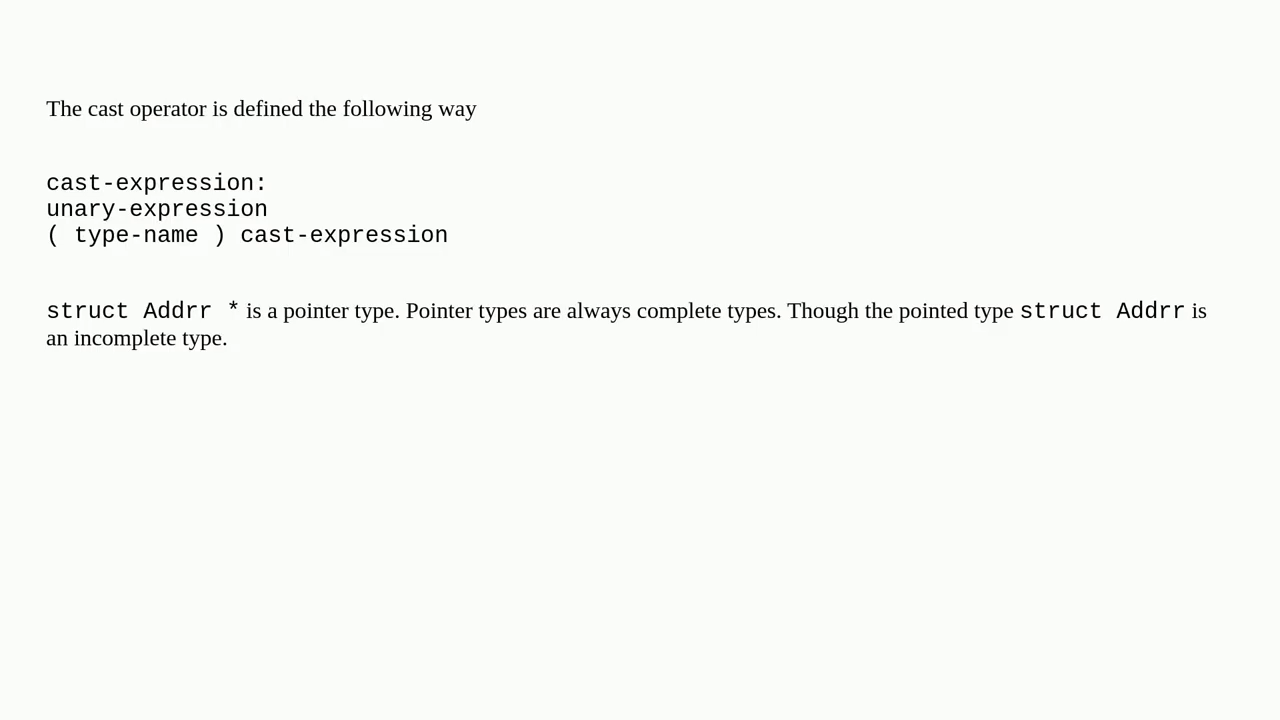 The cast operator is defined the following way
cast-expression:
unary-expression
( type-name ) cast-expression
struct Addrr * is a pointer type. Pointer types are always complete types. Though the pointed type struct Addrr is
an incomplete type.